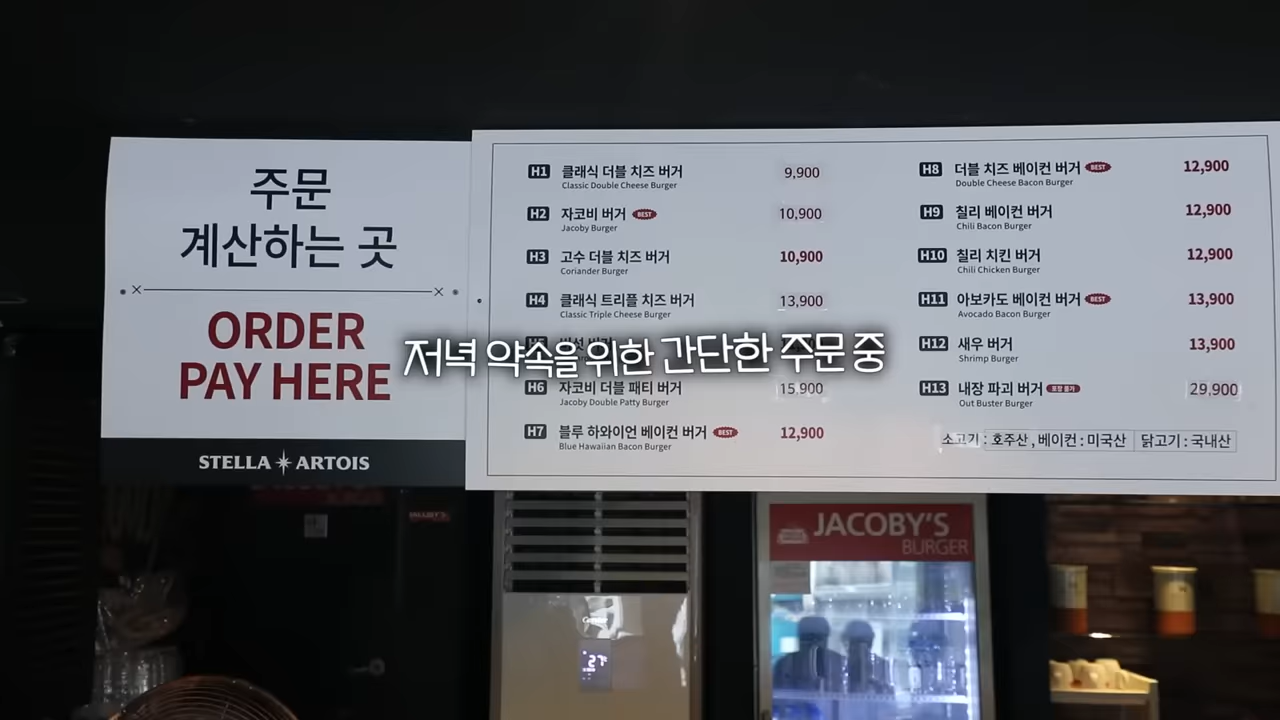 주문
계산하는 곳
ORDER
PAY HERE
STELLA ARTOIS
H1 클래식 더블 치즈 버거 9,900
Classic Double Cheese Burger
H2 자코비 버거 BEST 10,900
Jacoby Burger
H3 고수 더블 치즈 버거 10,900
Coriander Burger
H4 클래식 트리플 치즈 버거 13,900
Classic Triple Cheese Burger
H6 자코비 더블 패티 버거 15,900
Jacoby Double Patty Burger
H7 블루 하와이언 베이컨 버거 BEST 12,900
Blue Hawaiian Bacon Burger
H8 더블 치즈 베이컨 버거 BEST 12,900
Double Cheese Bacon Burger
H9 칠리 베이컨 버거 12,900
Chili Bacon Burger
H10 칠리 치킨 버거 12,900
Chili Chicken Burger
H11 아보카도 베이컨 버거 BEST 13,900
Avocado Bacon Burger
H12 새우 버거 13,900
Shrimp Burger
H13 내장 파괴 버거 29,900
Out Buster Burger
소고기 : 호주산 , 베이컨 : 미국산 닭고기 : 국내산
저녁 약속을 위한 간단한 주문 중
JACOBY'S
BURGER
27